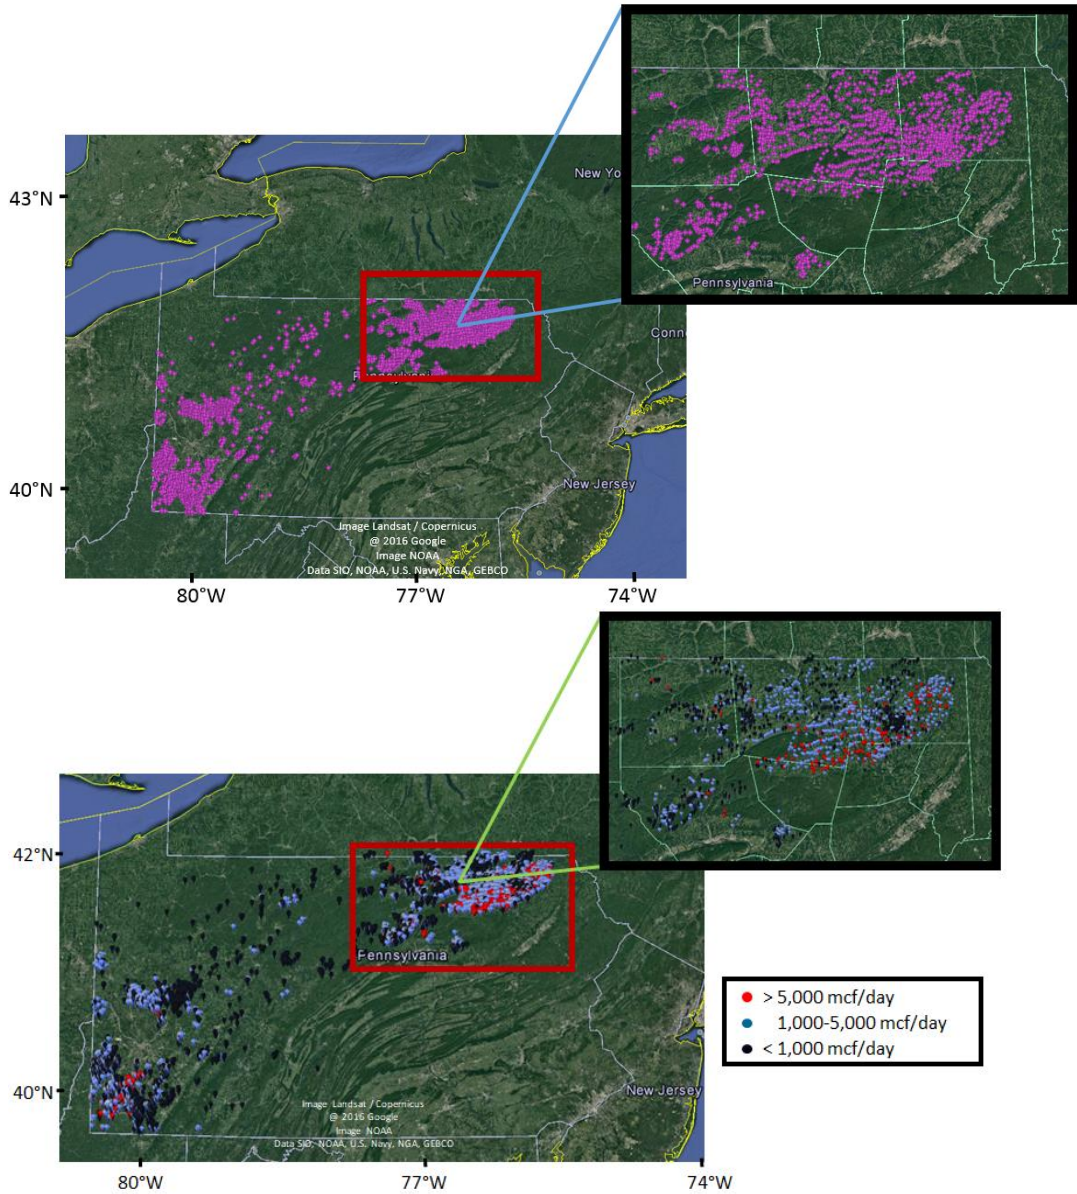 43°N
New Yo
Pennsylvania
Conn
40°N
New Jersey
Image Landsat / Copernicus
@ 2016 Google
Image NOAA
Data SIO, NOAA, U.S. Navy, NGA, GEBCO
80°W
77°W
74°W
42°N
Pennsylvania
> 5,000 mcf/day
1,000-5,000 mcf/day
< 1,000 mcf/day
40°N
New Jersey
Image Landsat / Copernicus
@ 2016 Google
Image NOAA
Data SIO, NOAA, U.S. Navy, NGA, GEBCO
80°W
77°W
74°W